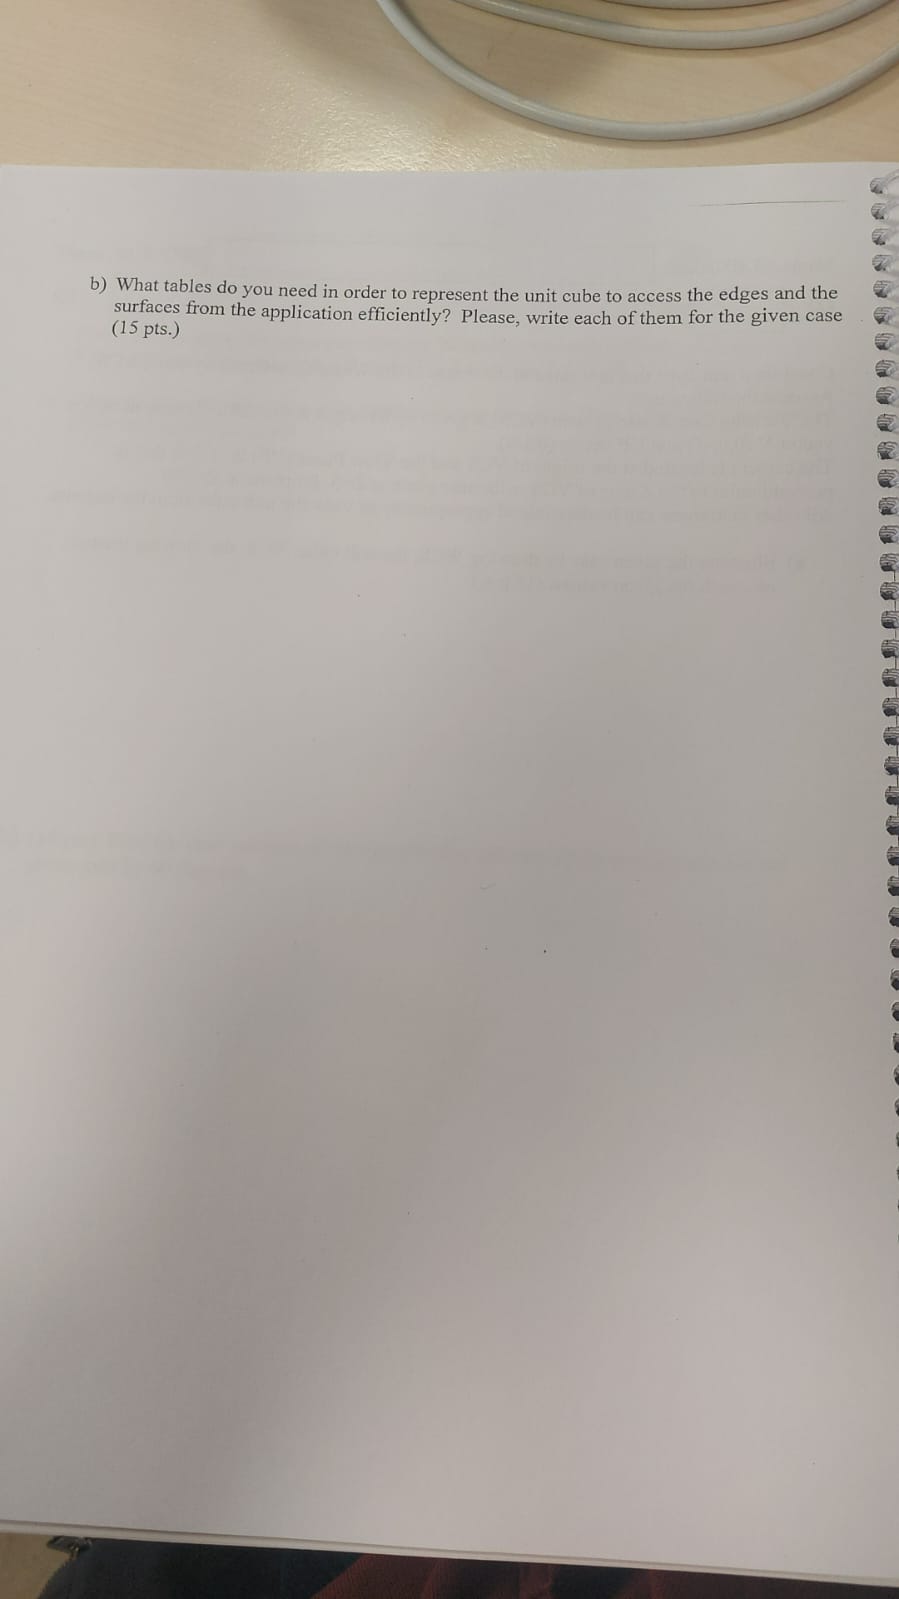 b) What tables do you need in order to represent the unit cube to access the edges and the
surfaces from the application efficiently? Please, write each of them for the given case
(15 pts.)